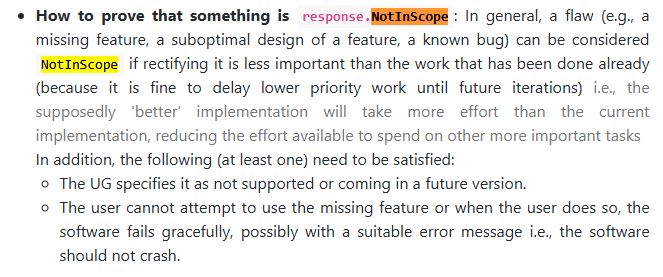 • How to prove that something is response.NotInScope: In general, a flaw (e.g., a
missing feature, a suboptimal design of a feature, a known bug) can be considered
NotInScope if rectifying it is less important than the work that has been done already
(because it is fine to delay lower priority work until future iterations) i.e., the
supposedly 'better' implementation will take more effort than the current
implementation, reducing the effort available to spend on other more important tasks
In addition, the following (at least one) need to be satisfied:
○ The UG specifies it as not supported or coming in a future version.
○ The user cannot attempt to use the missing feature or when the user does so, the
software fails gracefully, possibly with a suitable error message i.e., the software
should not crash.